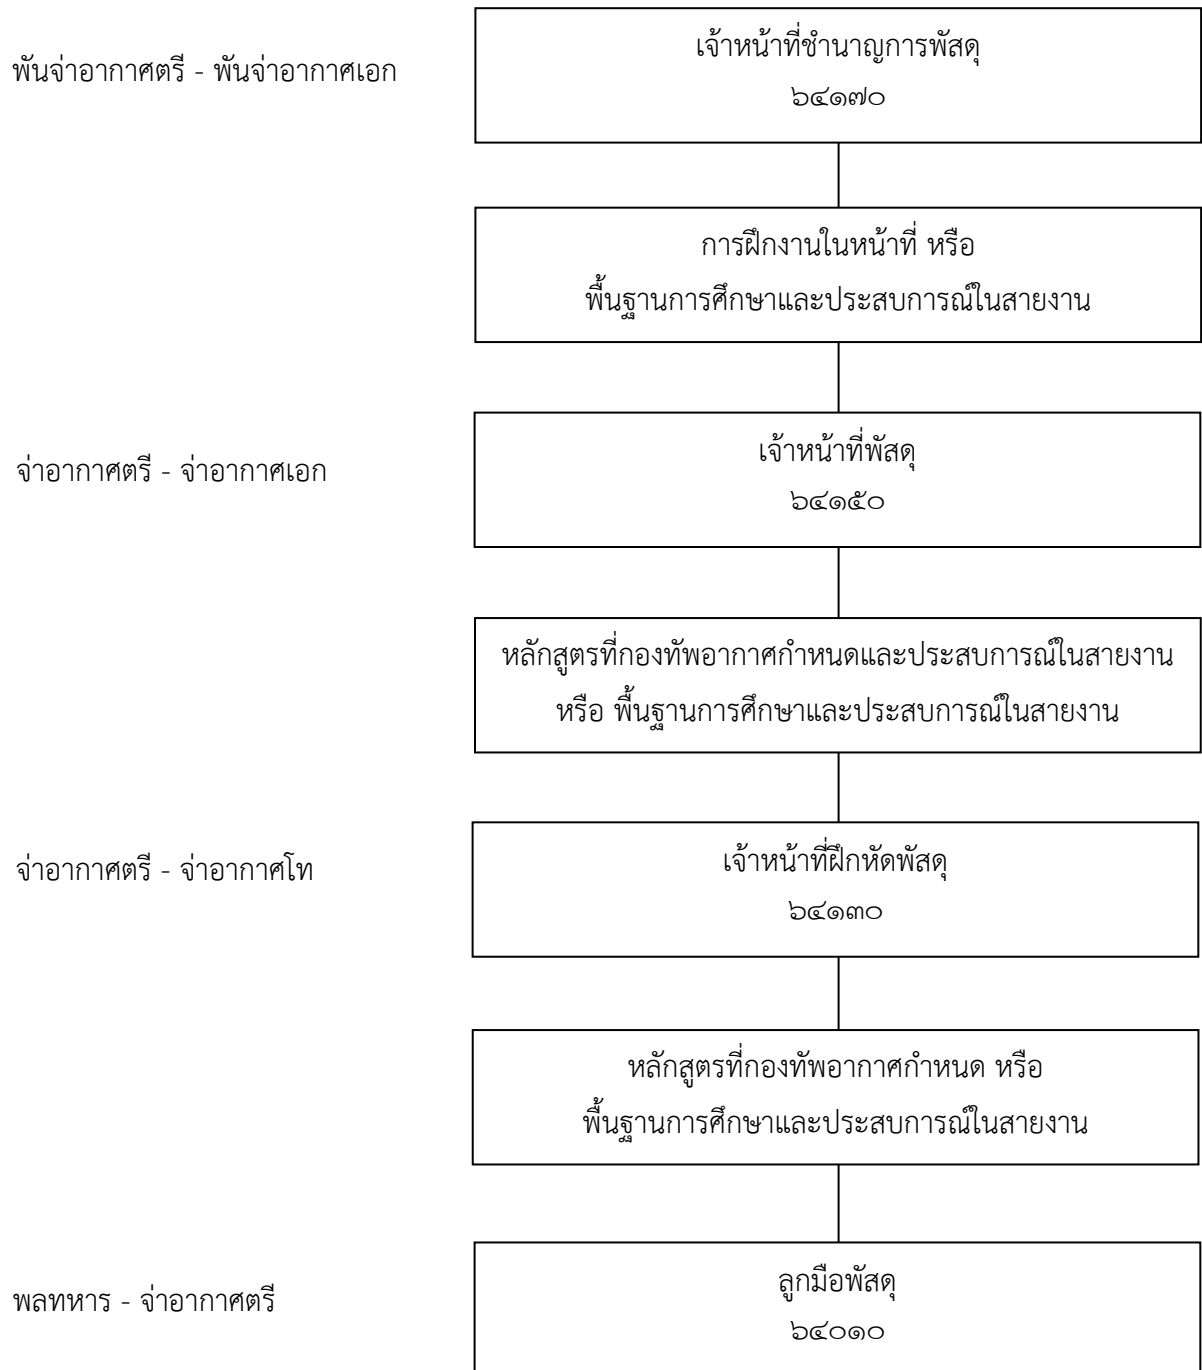 เจ้าหน้าที่ชำนาญการพัสดุ
พันจ่าอากาศตรี - พันจ่าอากาศเอก
๖๔๑๗๐
การฝึกงานในหน้าที่ หรือ
พื้นฐานการศึกษาและประสบการณ์ในสายงาน
เจ้าหน้าที่พัสดุ
จ่าอากาศตรี - จ่าอากาศเอก
๖๔๑๕๐
หลักสูตรที่กองทัพอากาศกำหนดและประสบการณ์ในสายงาน
หรือ พื้นฐานการศึกษาและประสบการณ์ในสายงาน
เจ้าหน้าที่ฝึกหัดพัสดุ
จ่าอากาศตรี - จ่าอากาศโท
๖๔๑๓๐
หลักสูตรที่กองทัพอากาศกำหนด หรือ
พื้นฐานการศึกษาและประสบการณ์ในสายงาน
ลูกมือพัสดุ
พลทหาร - จ่าอากาศตรี
๖๔๐๑๐